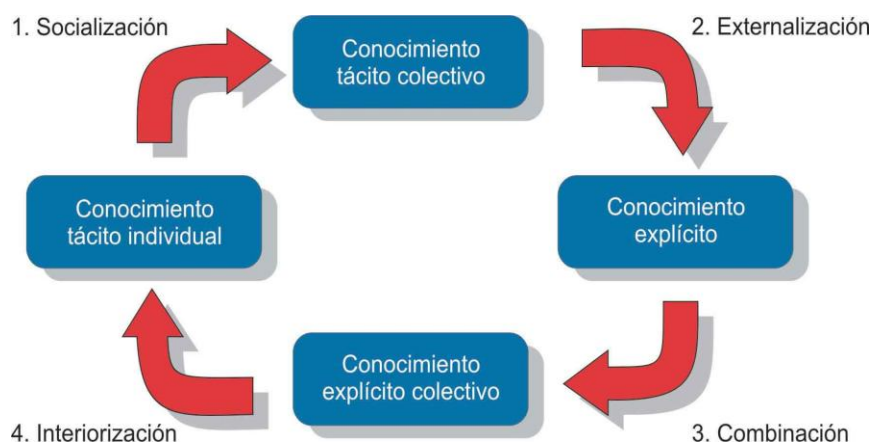 1. Socialización
Conocimiento
tácito colectivo
2. Externalización
Conocimiento
tácito individual
Conocimiento
explícito
Conocimiento
explícito colectivo
4. Interiorización
3. Combinación